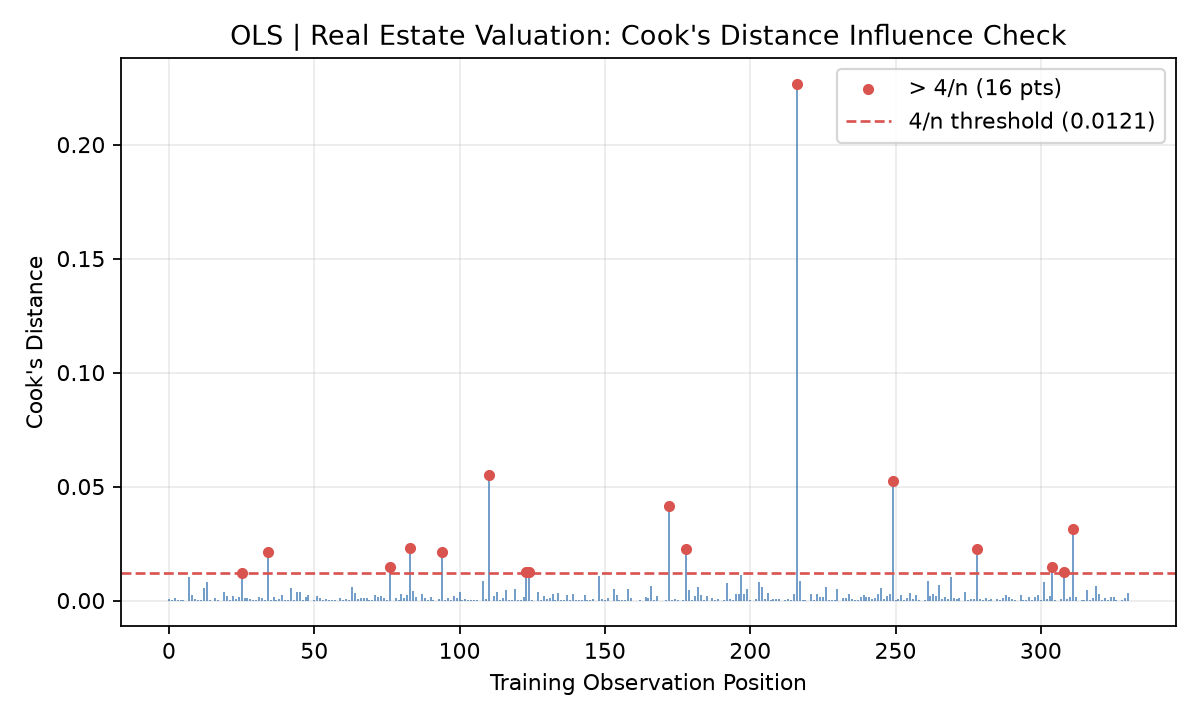 OLS | Real Estate Valuation: Cook's Distance Influence Check
> 4/n (16 pts)
4/n threshold (0.0121)
Cook's Distance
0.20
0.15
0.10
0.05
0.00
0
50
100
150
200
250
300
Training Observation Position